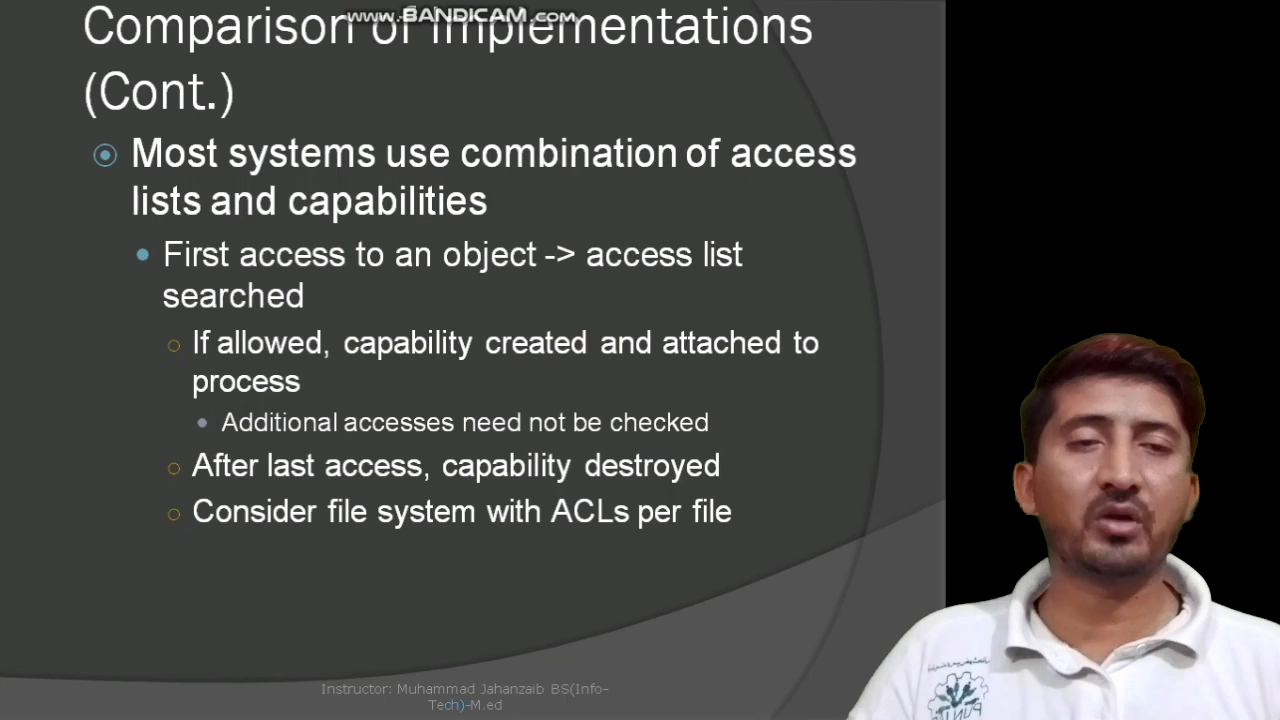 www.BANDICAM.com
Comparison of Implementations
(Cont.)
Most systems use combination of access
lists and capabilities
First access to an object -> access list
searched
If allowed, capability created and attached to
process
Additional accesses need not be checked
After last access, capability destroyed
Consider file system with ACLs per file
Instructor: Muhammad Jahanzaib BS(Info-
Tech)-M.ed